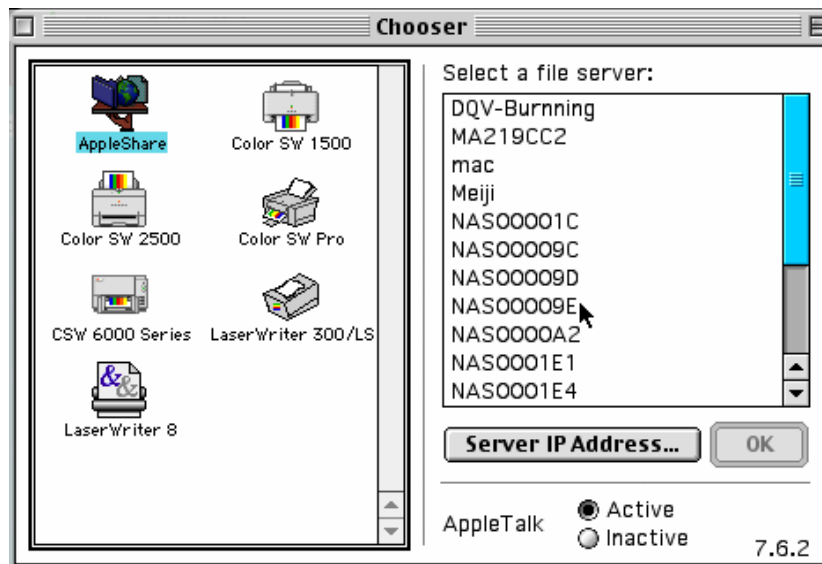 Chooser
AppleShare
Color SW 1500
Color SW 2500
Color SW Pro
CSW 6000 Series
LaserWriter 300/LS
LaserWriter 8
Select a file server:
DQV-Burnning
MA219CC2
mac
Meiji
NAS00001C
NAS00009C
NAS00009D
NAS00009E
NAS0000A2
NAS0001E1
NAS0001E4
Server IP Address...
OK
AppleTalk
Active
Inactive
7.6.2